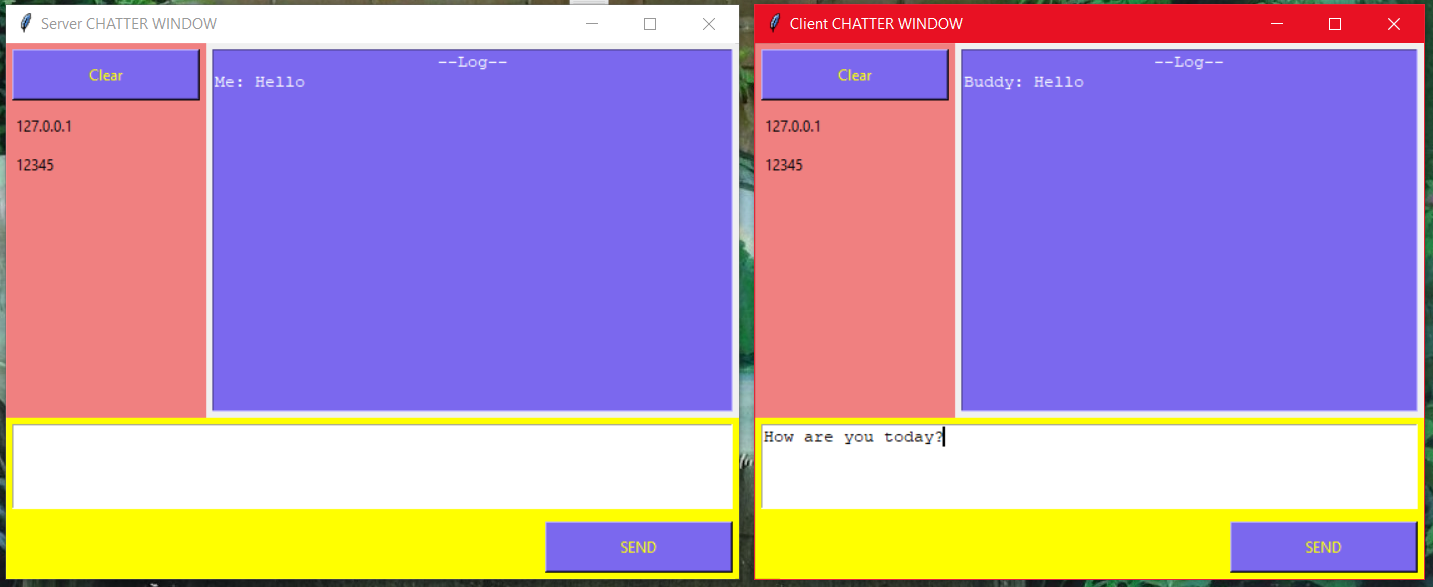 Server CHATTER WINDOW
Clear
127.0.0.1
12345
--Log--
Me: Hello
SEND
Client CHATTER WINDOW
Clear
127.0.0.1
12345
--Log--
Buddy: Hello
How are you today?
SEND